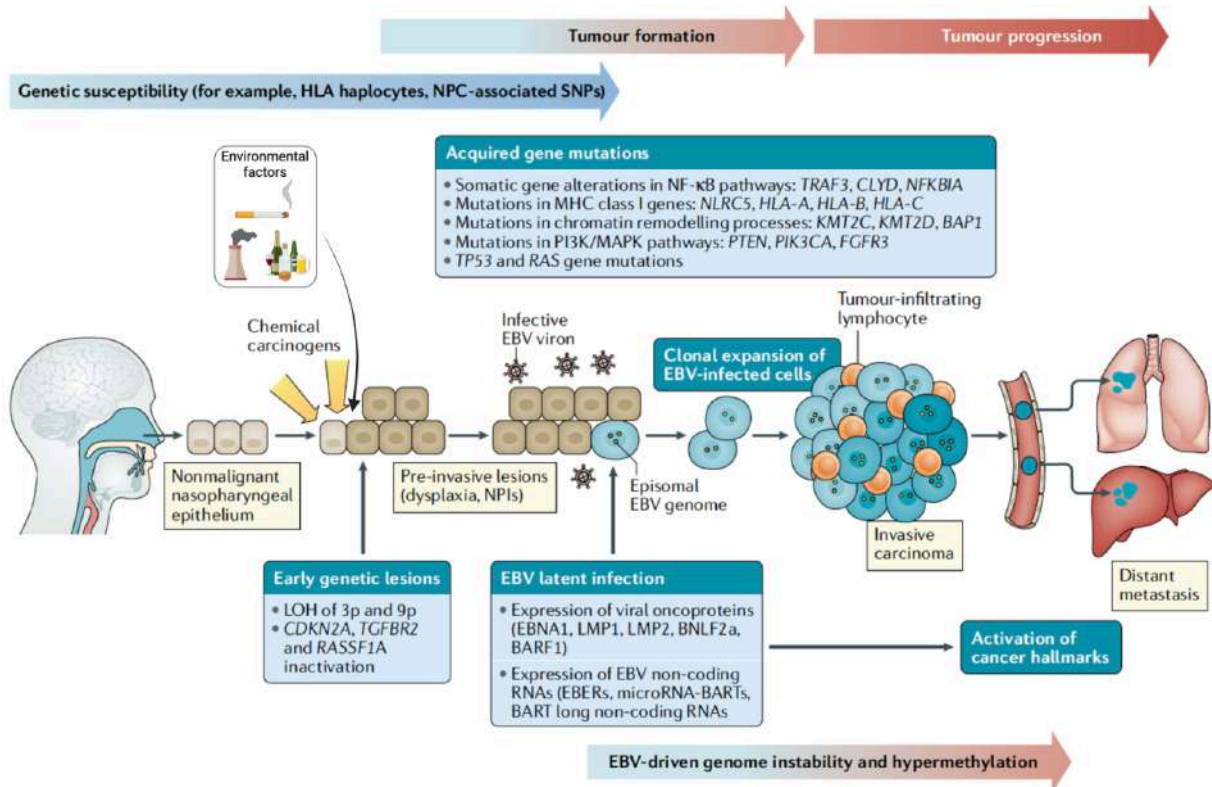 Tumour formation
Tumour progression
Genetic susceptibility (for example, HLA haplocytes, NPC-associated SNPs)
Environmental
factors
Acquired gene mutations
• Somatic gene alterations in NF-κB pathways: TRAF3, CLYD, NFKBIA
• Mutations in MHC class I genes: NLRC5, HLA-A, HLA-B, HLA-C
• Mutations in chromatin remodelling processes: KMT2C, KMT2D, BAP1
• Mutations in PI3K/MAPK pathways: PTEN, PIK3CA, FGFR3
• TP53 and RAS gene mutations
Chemical
carcinogens
Infective
EBV viron
Clonal expansion of
EBV-infected cells
Tumour-infiltrating
lymphocyte
Nonmalignant
nasopharyngeal
epithelium
Pre-invasive lesions
(dysplaxia, NPIs)
Episomal
EBV genome
Invasive
carcinoma
Distant
metastasis
Early genetic lesions
• LOH of 3p and 9p
• CDKN2A, TGFBR2
and RASSF1A
inactivation
EBV latent infection
• Expression of viral oncoproteins
(EBNA1, LMP1, LMP2, BNLF2a,
BARF1)
• Expression of EBV non-coding
RNAs (EBERs, microRNA-BARTs,
BART long non-coding RNAs
Activation of
cancer hallmarks
EBV-driven genome instability and hypermethylation